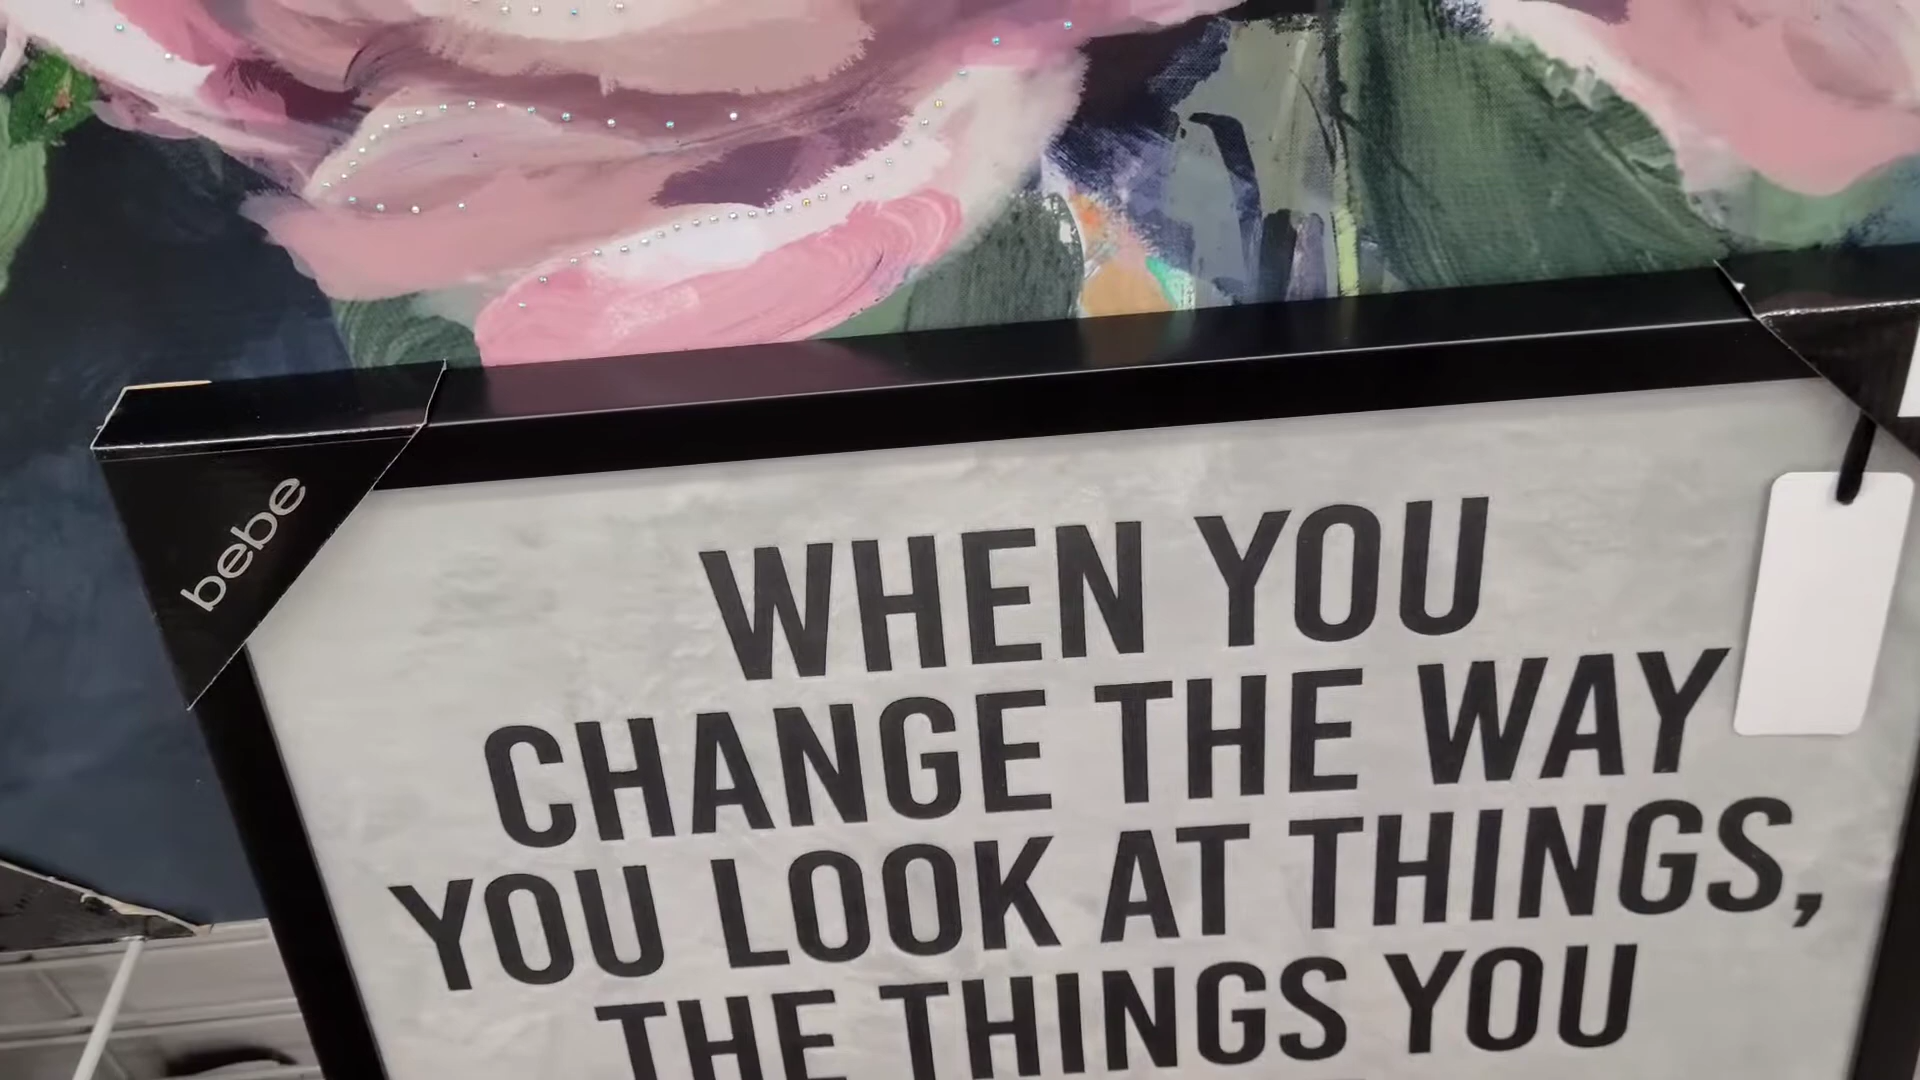 bebe
WHEN YOU
CHANGE THE WAY
YOU LOOK AT THINGS,
THE THINGS YOU